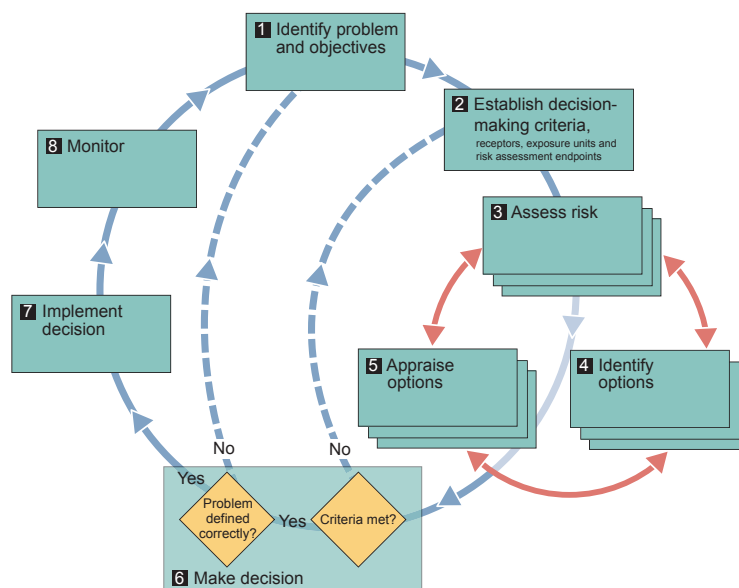 1 Identify problem
and objectives
2 Establish decision-
making criteria,
receptors, exposure units and
risk assessment endpoints
3 Assess risk
4 Identify
options
5 Appraise
options
6 Make decision
Criteria met?
No
Yes
Problem
defined
correctly?
No
Yes
7 Implement
decision
8 Monitor